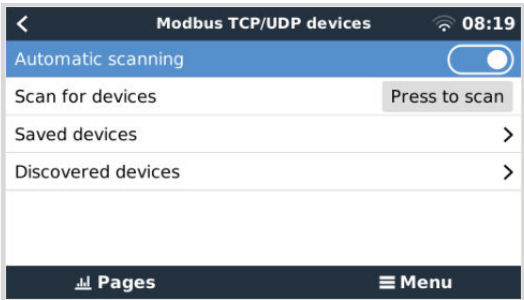 Modbus TCP/UDP devices 08:19
Automatic scanning
Scan for devices Press to scan
Saved devices
Discovered devices
Pages Menu